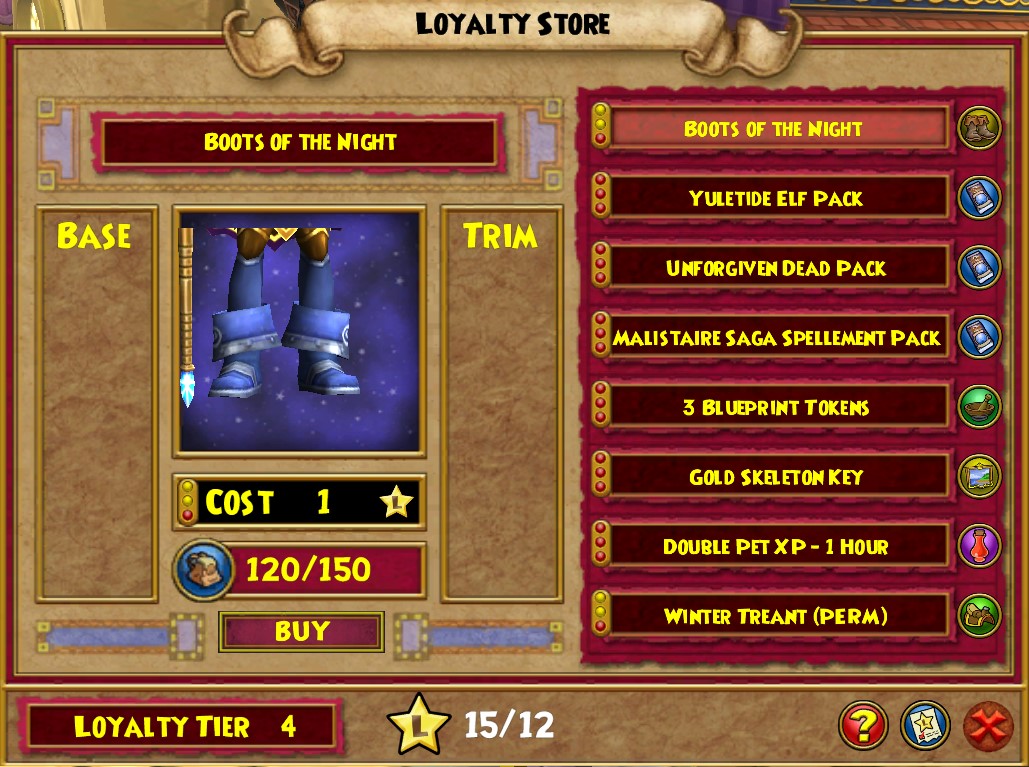 LOYALTY STORE
BOOTS OF THE NIGHT
BASE
TRIM
COST 1 L
120/150
BUY
BOOTS OF THE NIGHT
YULETIDE ELF PACK
UNFORGIVEN DEAD PACK
MALISTAIRE SAGA SPELLEMENT PACK
3 BLUEPRINT TOKENS
GOLD SKELETON KEY
DOUBLE PET XP - 1 HOUR
WINTER TREANT (PERM)
LOYALTY TIER 4
L 15/12
?